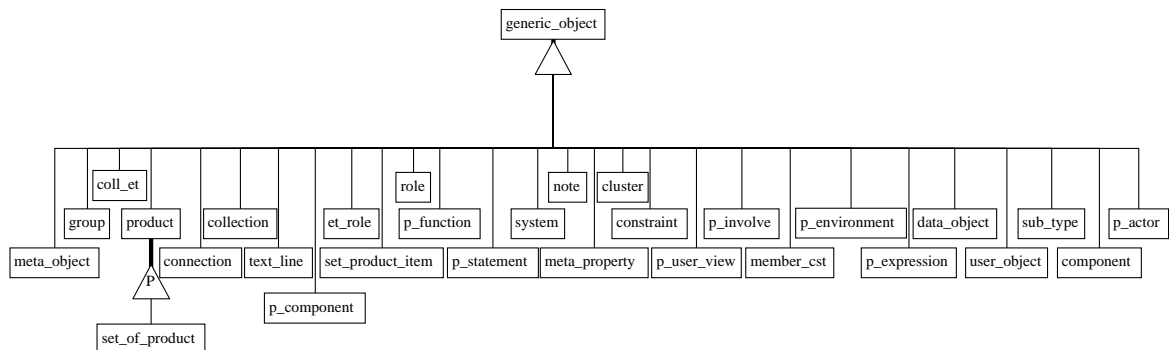 generic_object
coll_et role note cluster
group product collection et_role p_function system constraint p_involve p_environment data_object sub_type p_actor
meta_object connection text_line set_product_item p_statement meta_property p_user_view member_cst p_expression user_object component
P
p_component
set_of_product